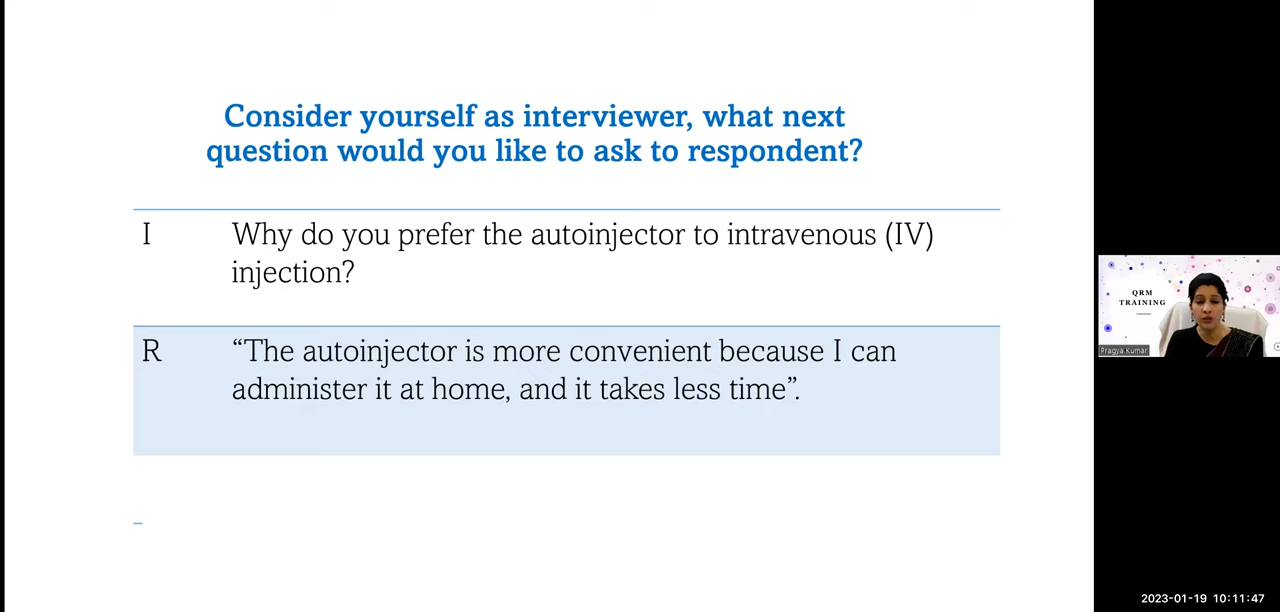 Consider yourself as interviewer, what next
question would you like to ask to respondent?
I
Why do you prefer the autoinjector to intravenous (IV)
injection?
R
“The autoinjector is more convenient because I can
administer it at home, and it takes less time”.
QRM
TRAINING
Pragya Kumar
2023-01-19 10:11:47